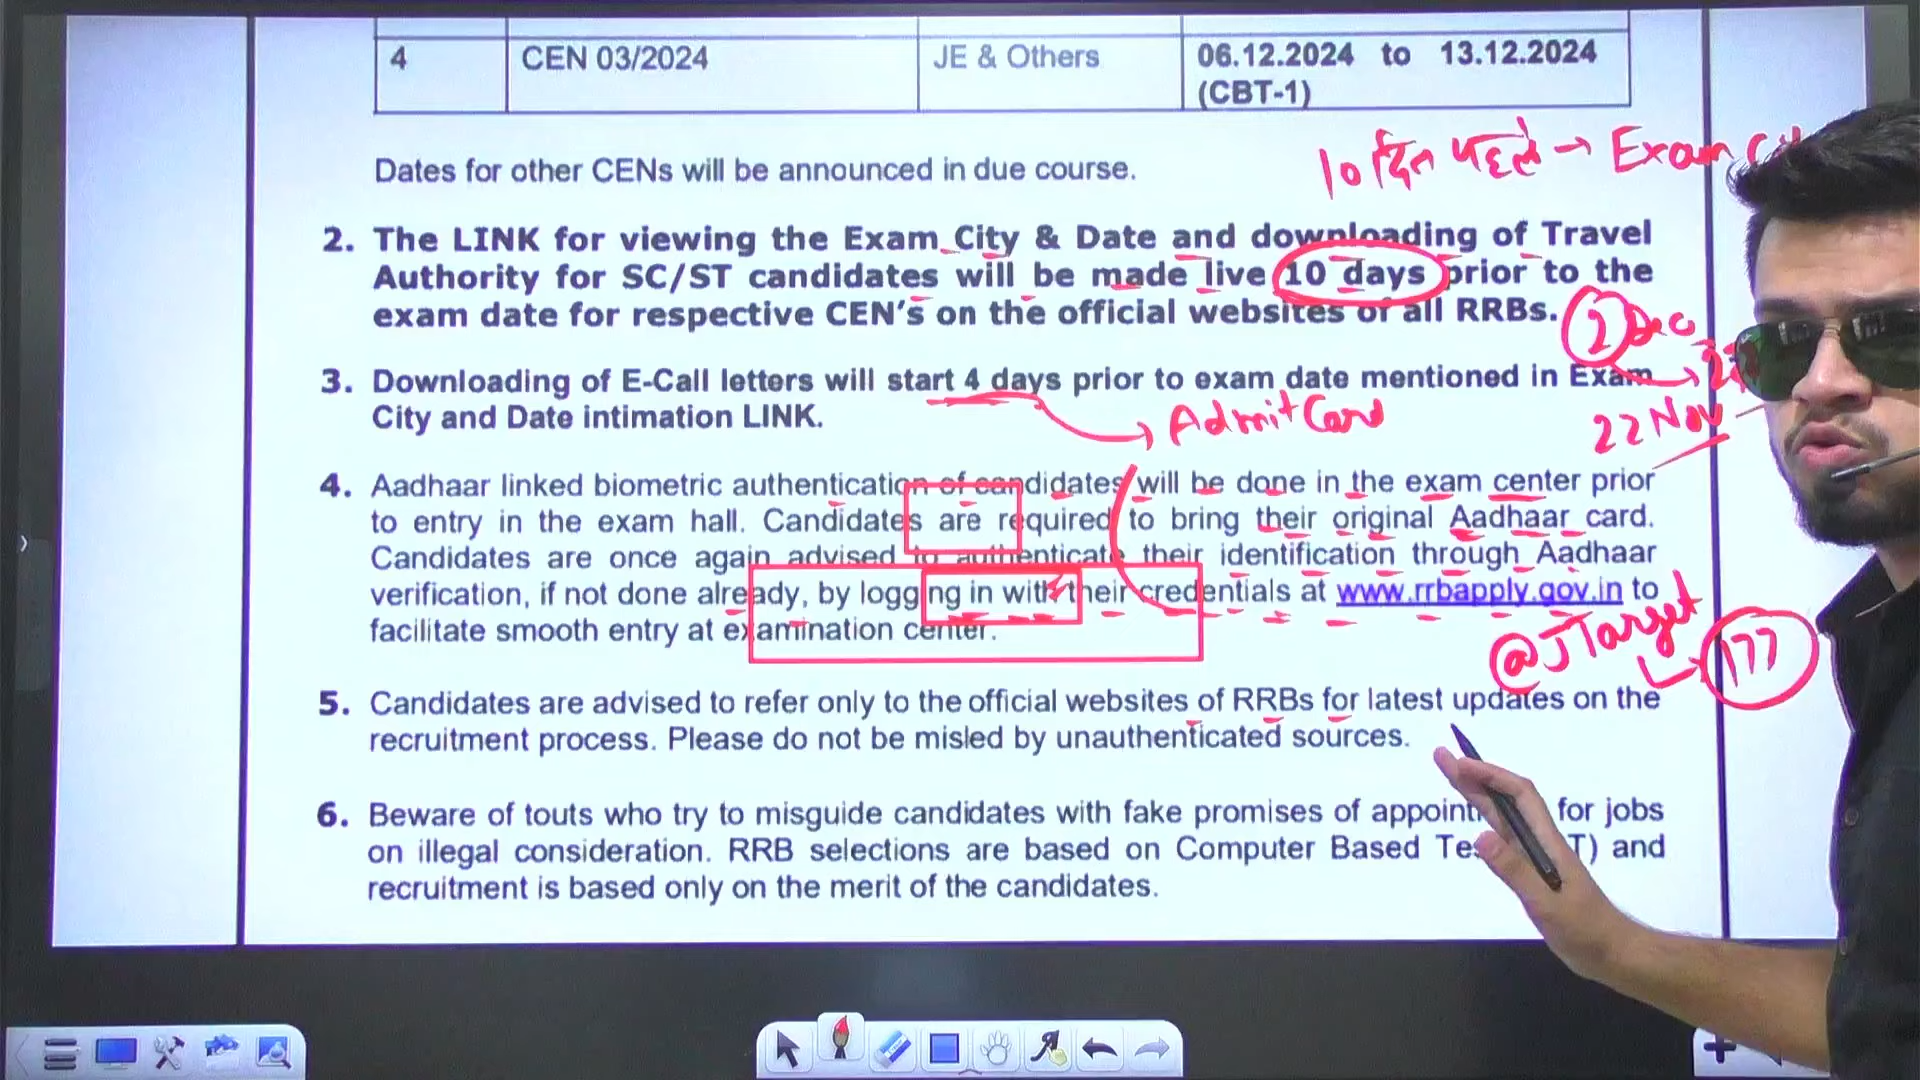 4 CEN 03/2024 JE & Others 06.12.2024 to 13.12.2024
(CBT-1)
10 दिन पहले → Exam
Dates for other CENs will be announced in due course.
2. The LINK for viewing the Exam City & Date and downloading of Travel
Authority for SC/ST candidates will be made live 10 days prior to the
exam date for respective CEN's on the official websites of all RRBs.
2 Dec
3. Downloading of E-Call letters will start 4 days prior to exam date mentioned in Exam
City and Date intimation LINK.
Admit Card
22 Nov
4. Aadhaar linked biometric authentication of candidates will be done in the exam center prior
to entry in the exam hall. Candidates are required to bring their original Aadhaar card.
Candidates are once again advised to authenticate their identification through Aadhaar
verification, if not done already, by logging in with their credentials at www.rrbapply.gov.in to
facilitate smooth entry at examination center.
@JTarget
177
5. Candidates are advised to refer only to the official websites of RRBs for latest updates on the
recruitment process. Please do not be misled by unauthenticated sources.
6. Beware of touts who try to misguide candidates with fake promises of for jobs
on illegal consideration. RRB selections are based on Computer Based and
recruitment is based only on the merit of the candidates.